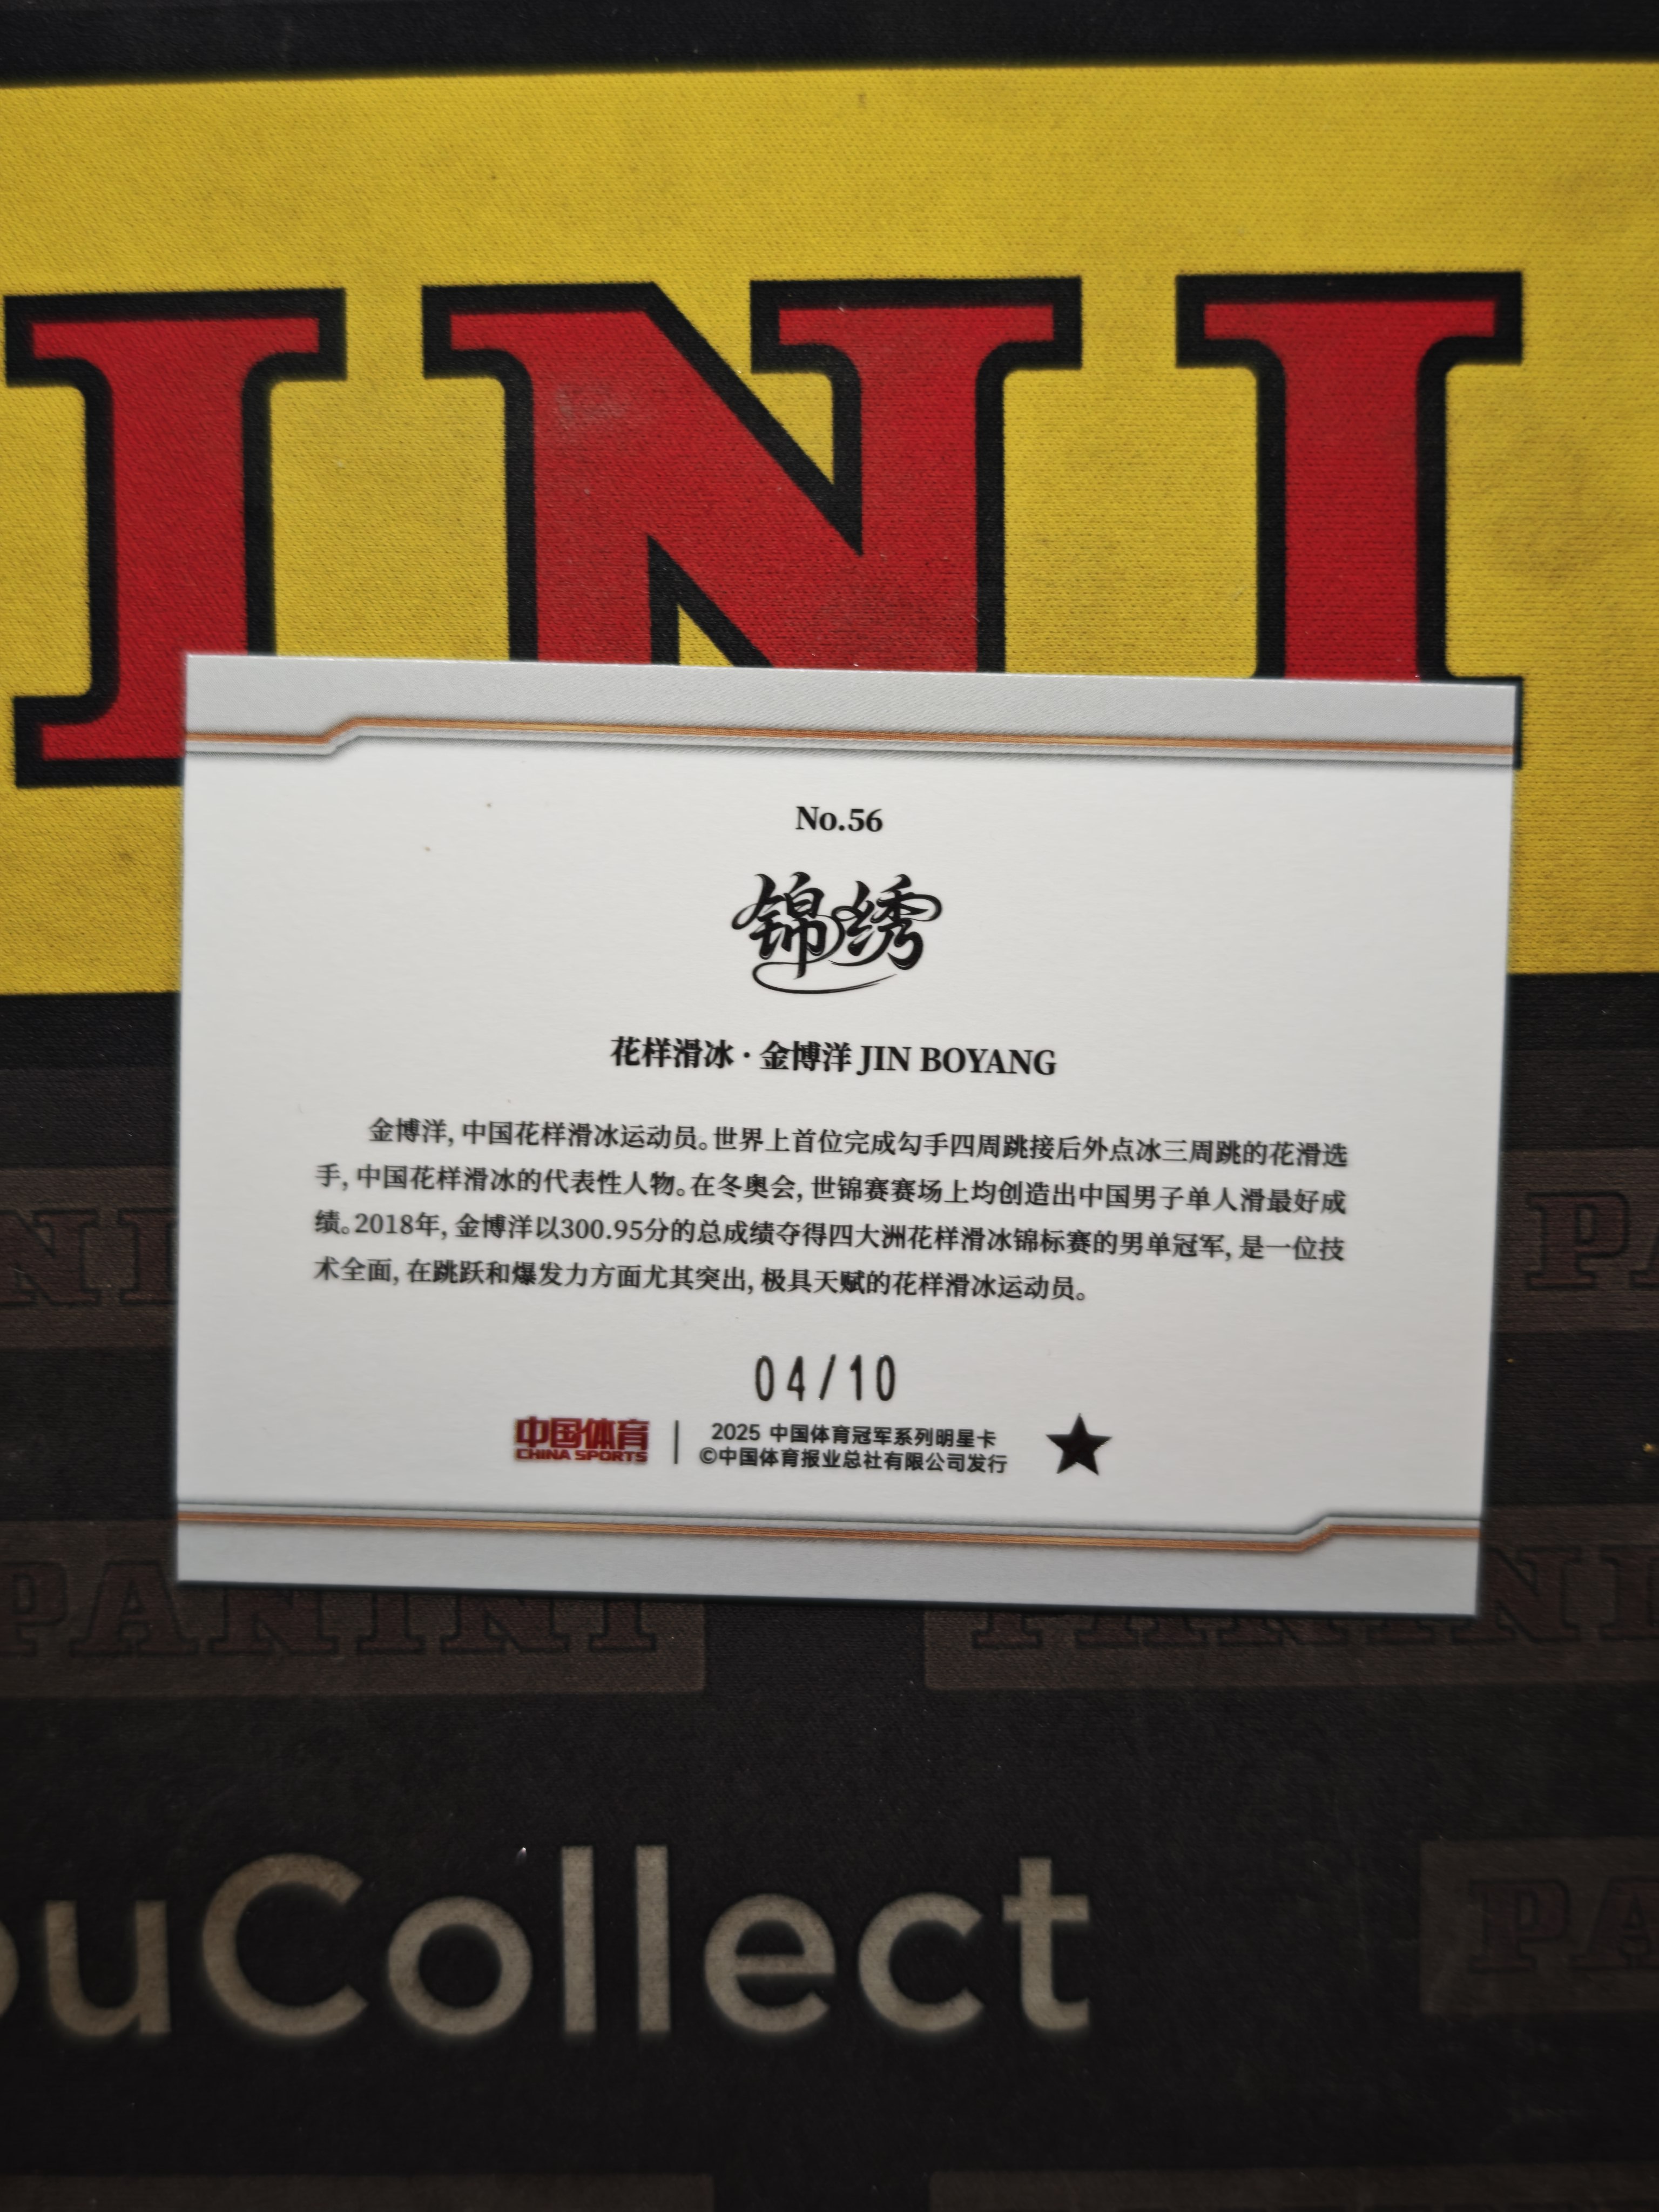 INI
No.56
锦绣
花样滑冰·金博洋 JIN BOYANG
金博洋,中国花样滑冰运动员。世界上首位完成勾手四周跳接后外点冰三周跳的花滑选
手,中国花样滑冰的代表性人物。在冬奥会,世锦赛赛场上均创造出中国男子单人滑最好成
绩。2018年,金博洋以300.95分的总成绩夺得四大洲花样滑冰锦标赛的男单冠军,是一位技
术全面,在跳跃和爆发力方面尤其突出,极具天赋的花样滑冰运动员。
04/10
中国体育
CHINA SPORTS
2025 中国体育冠军系列明星卡
©中国体育报业总社有限公司发行
NI
PA
PANINI
PANINI
ouCollect
PA